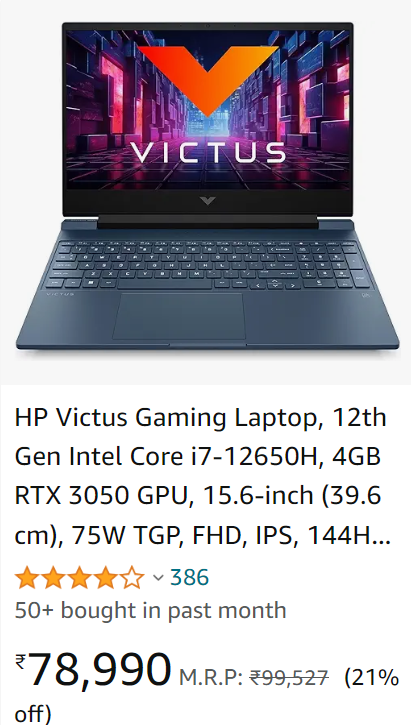 VICTUS
VICTUS
HP Victus Gaming Laptop, 12th
Gen Intel Core i7-12650H, 4GB
RTX 3050 GPU, 15.6-inch (39.6
cm), 75W TGP, FHD, IPS, 144H...
386
50+ bought in past month
₹78,990 M.R.P: ₹99,527 (21%
off)